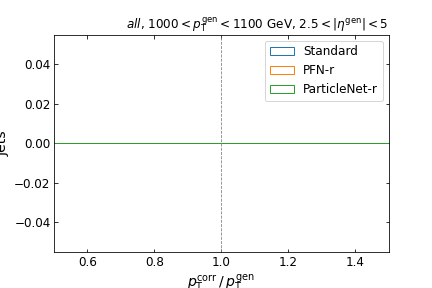 all, 1000 < p_T^gen < 1100 GeV, 2.5 < |η^gen| < 5
Standard
PFN-r
ParticleNet-r
0.04
0.02
0.00
−0.02
−0.04
Jets
0.6 0.8 1.0 1.2 1.4
p_T^corr / p_T^gen